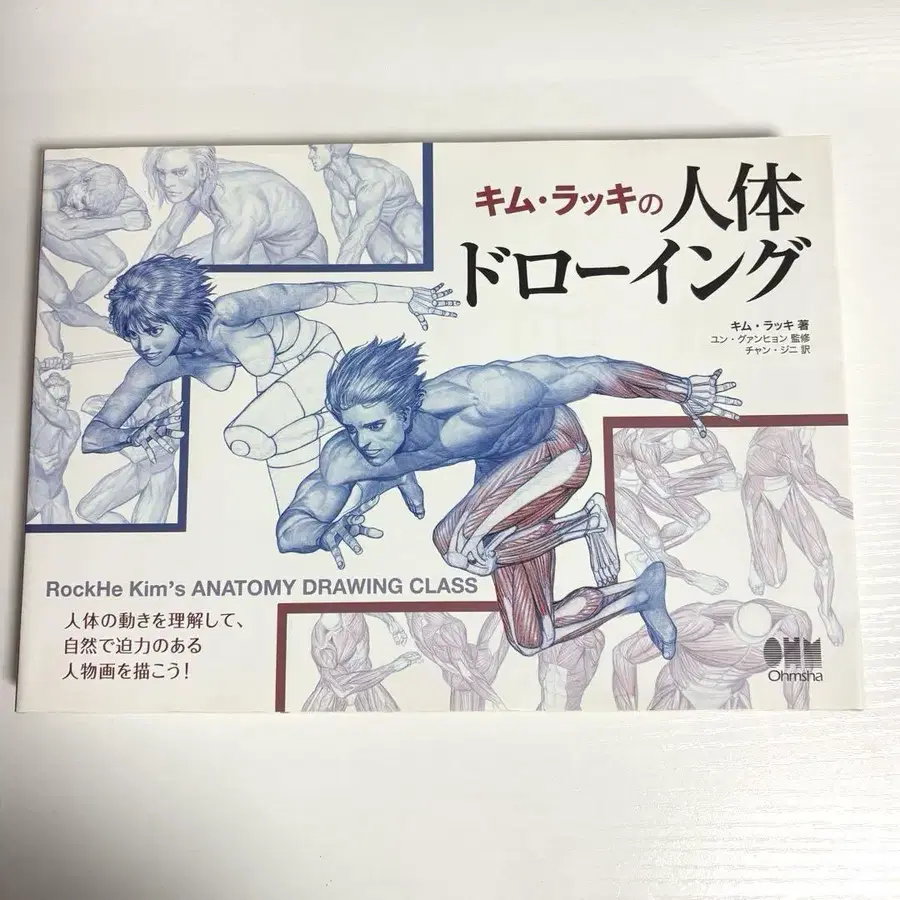 キム・ラッキの人体
ドローイング
キム・ラッキ 著
ユン・グァンヒョン 監修
チャン・ジニ 訳
RockHe Kim's ANATOMY DRAWING CLASS
人体の動きを理解して、
自然で迫力のある
人物画を描こう!
OHM
Ohmsha